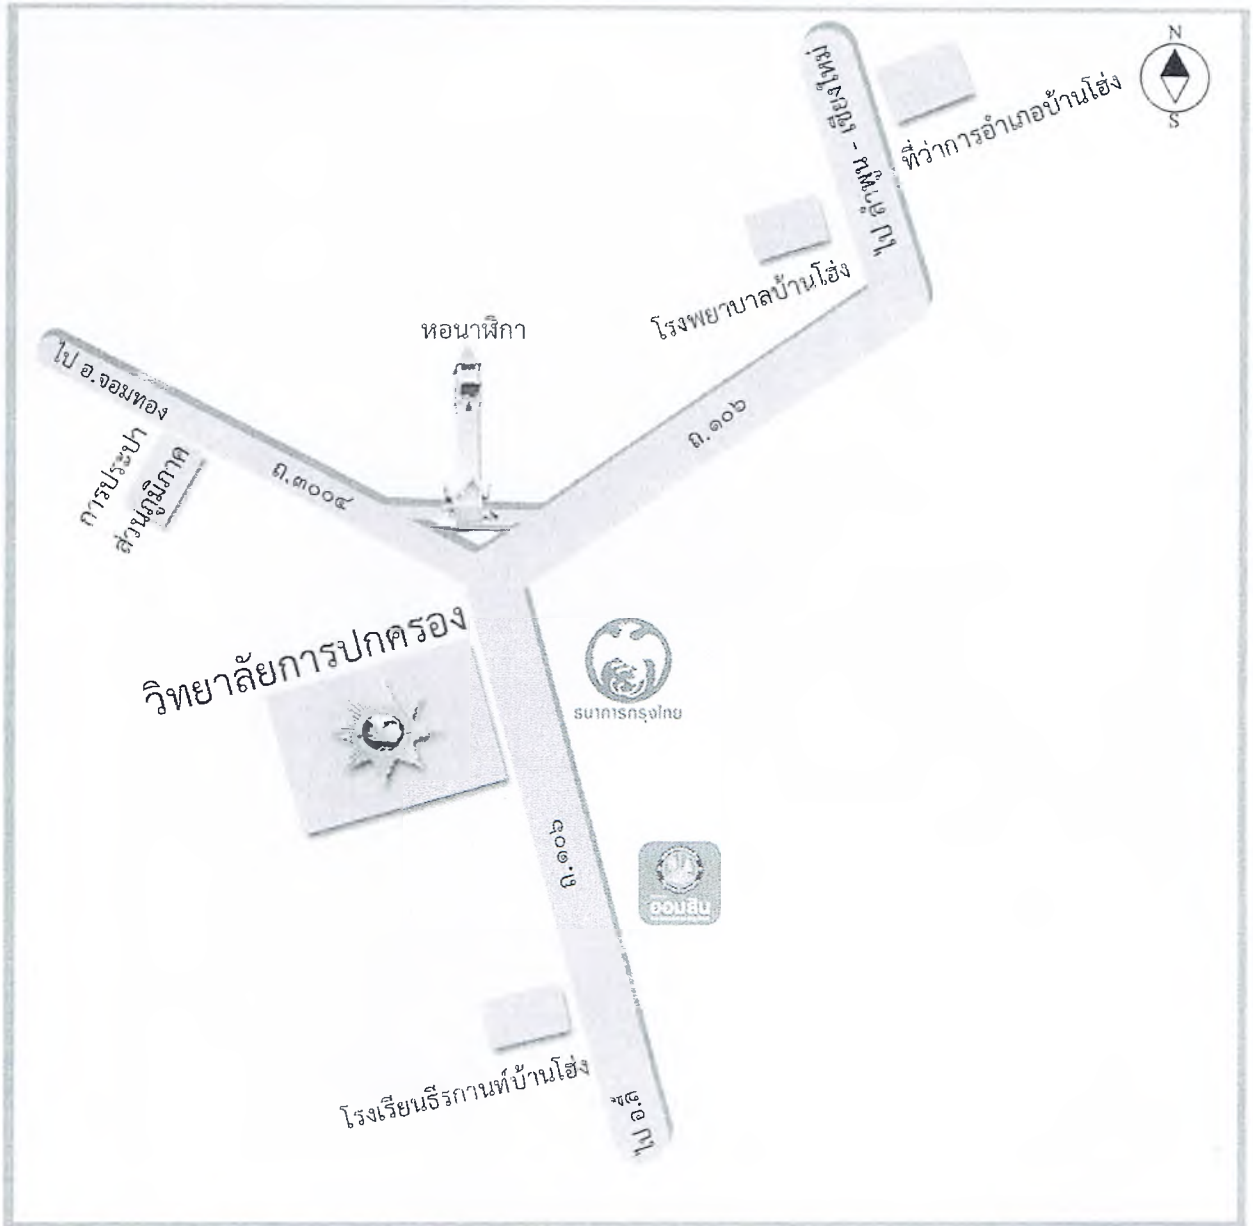 N
S
ไป ลำพูน - เชียงใหม่
ที่ว่าการอำเภอบ้านโฮ่ง
โรงพยาบาลบ้านโฮ่ง
หอนาฬิกา
ไป อ.จอมทอง
การประปา
ส่วนภูมิภาค
ถ.๓๐๐๔
ถ.๑๐๖
วิทยาลัยการปกครอง
ธนาคารกรุงไทย
ถ.๑๐๖
ออมสิน
โรงเรียนธีรกานท์บ้านโฮ่ง
ไป อ.ลี้